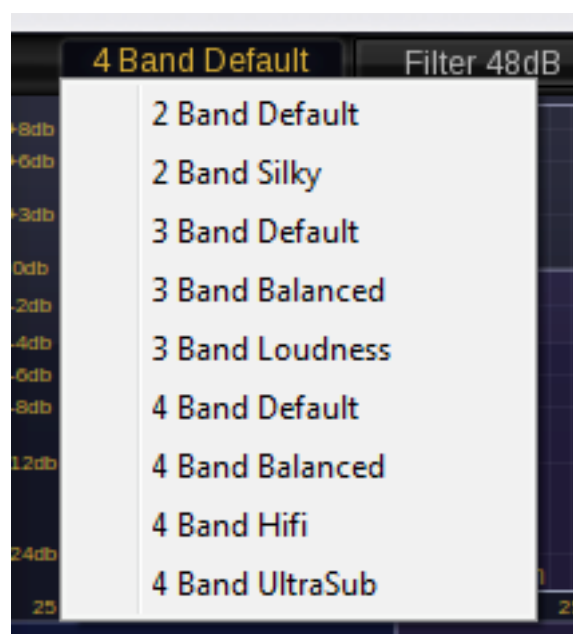 4 Band Default
Filter 48dB
2 Band Default
2 Band Silky
3 Band Default
3 Band Balanced
3 Band Loudness
4 Band Default
4 Band Balanced
4 Band Hifi
4 Band UltraSub
+8db
+6db
+3db
0db
-2db
-4db
-6db
-8db
12db
24db
25